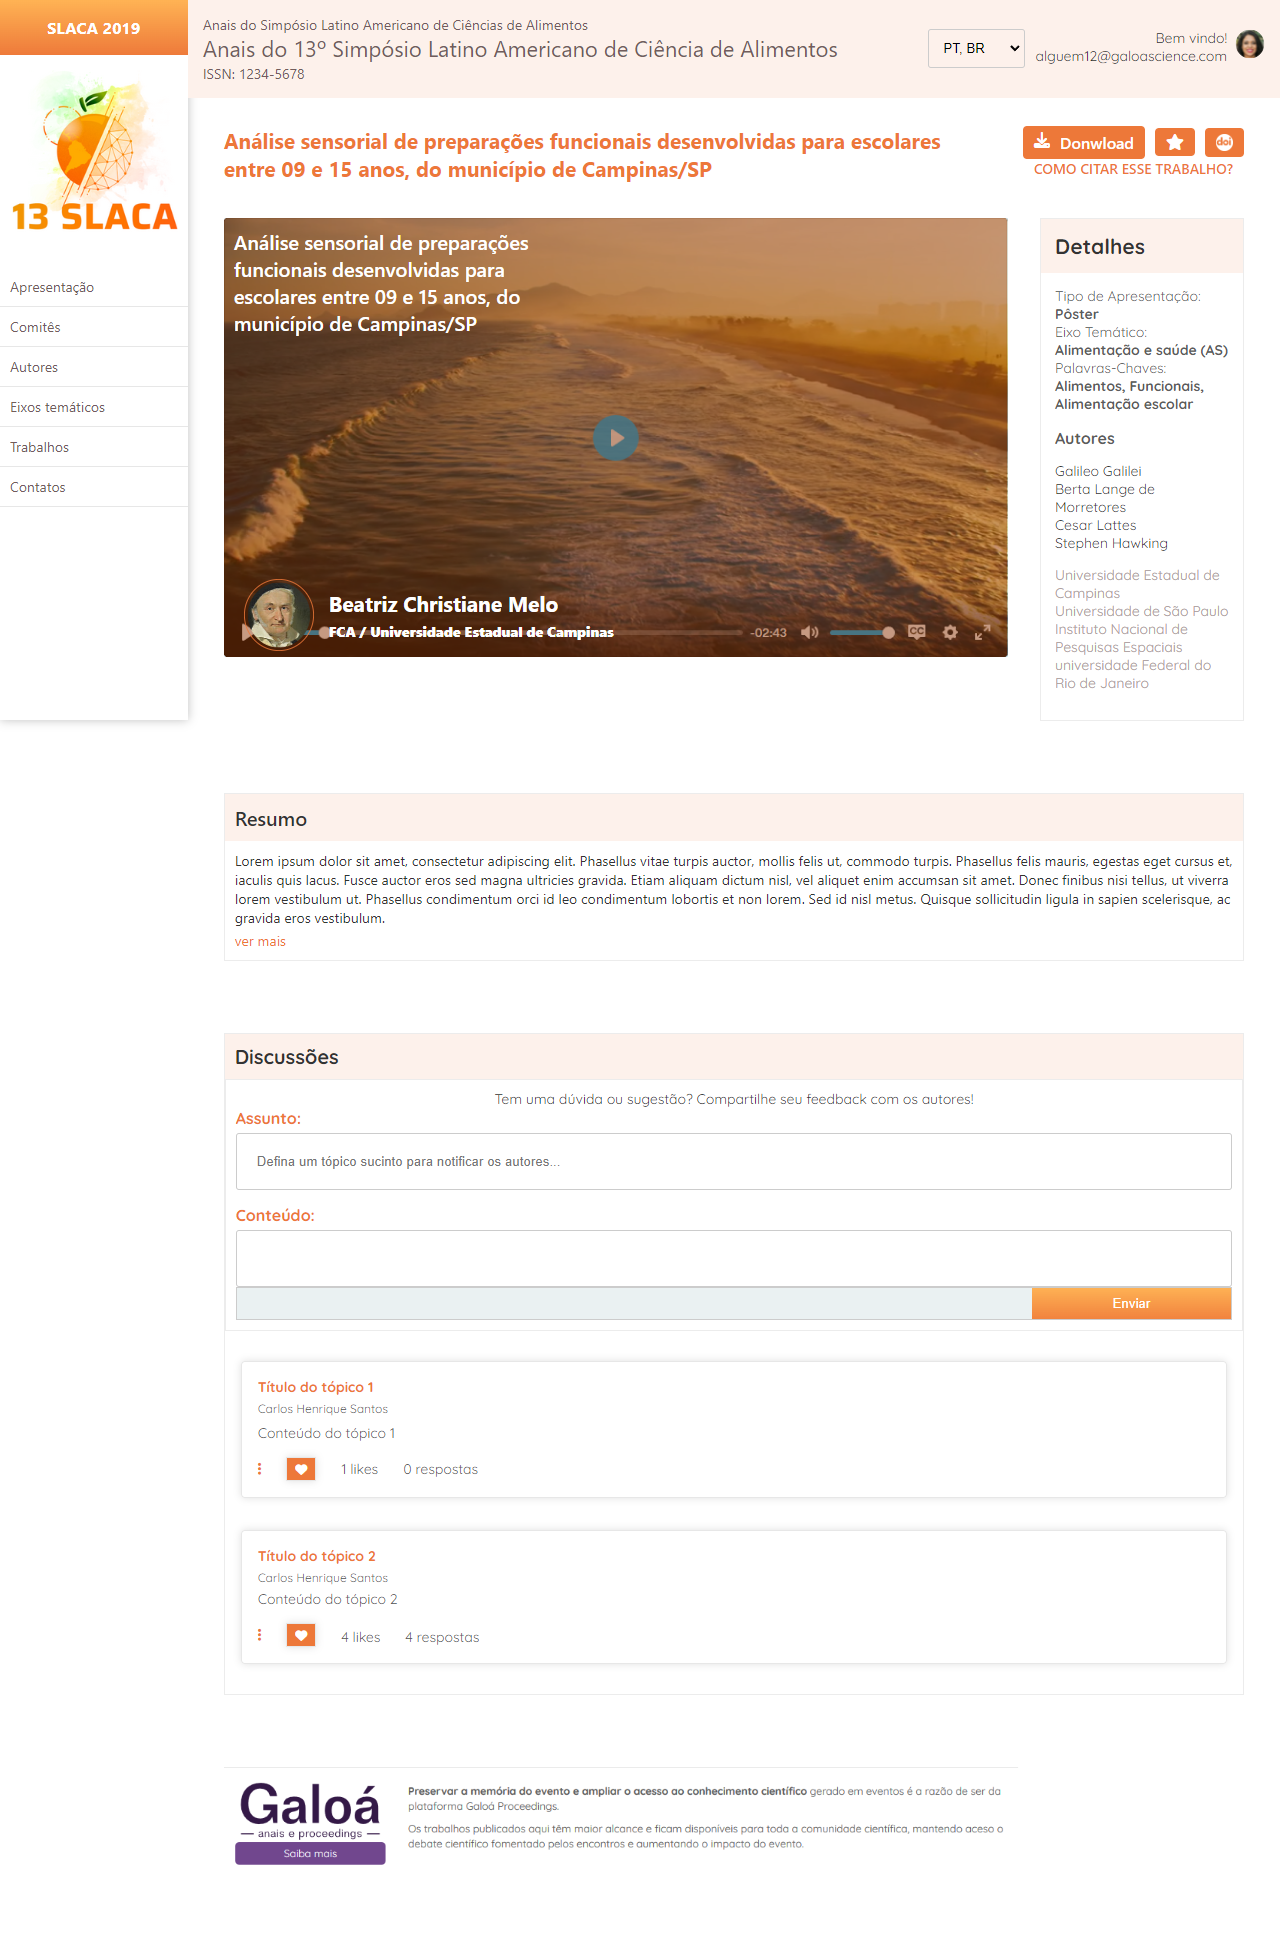 SLACA 2019
Anais do Simpósio Latino Americano de Ciências de Alimentos
Anais do 13º Simpósio Latino Americano de Ciência de Alimentos
ISSN: 1234-5678
PT, BR
Bem vindo!
alguem12@galoascience.com
13 SLACA
Apresentação
Comitês
Autores
Eixos temáticos
Trabalhos
Contatos
Análise sensorial de preparações funcionais desenvolvidas para escolares
entre 09 e 15 anos, do município de Campinas/SP
Donwload
doi
COMO CITAR ESSE TRABALHO?
Análise sensorial de preparações
funcionais desenvolvidas para
escolares entre 09 e 15 anos, do
município de Campinas/SP
Beatriz Christiane Melo
FCA / Universidade Estadual de Campinas
-02:43
CC
Detalhes
Tipo de Apresentação:
Pôster
Eixo Temático:
Alimentação e saúde (AS)
Palavras-Chaves:
Alimentos, Funcionais,
Alimentação escolar
Autores
Galileo Galilei
Berta Lange de
Morretores
Cesar Lattes
Stephen Hawking
Universidade Estadual de
Campinas
Universidade de São Paulo
Instituto Nacional de
Pesquisas Espaciais
universidade Federal do
Rio de Janeiro
Resumo
Lorem ipsum dolor sit amet, consectetur adipiscing elit. Phasellus vitae turpis auctor, mollis felis ut, commodo turpis. Phasellus felis mauris, egestas eget cursus et,
iaculis quis lacus. Fusce auctor eros sed magna ultricies gravida. Etiam aliquam dictum nisl, vel aliquet enim accumsan sit amet. Donec finibus nisi tellus, ut viverra
lorem vestibulum ut. Phasellus condimentum orci id leo condimentum lobortis et non lorem. Sed id nisl metus. Quisque sollicitudin ligula in sapien scelerisque, ac
gravida eros vestibulum.
ver mais
Discussões
Tem uma dúvida ou sugestão? Compartilhe seu feedback com os autores!
Assunto:
Defina um tópico sucinto para notificar os autores...
Conteúdo:
Enviar
Título do tópico 1
Carlos Henrique Santos
Conteúdo do tópico 1
1 likes 0 respostas
Título do tópico 2
Carlos Henrique Santos
Conteúdo do tópico 2
4 likes 4 respostas
Galoá
anais e proceedings
Saiba mais
Preservar a memória do evento e ampliar o acesso ao conhecimento científico gerado em eventos é a razão de ser da
plataforma Galoá Proceedings.
Os trabalhos publicados aqui têm maior alcance e ficam disponíveis para toda a comunidade científica, mantendo aceso o
debate científico fomentado pelos encontros e aumentando o impacto do evento.